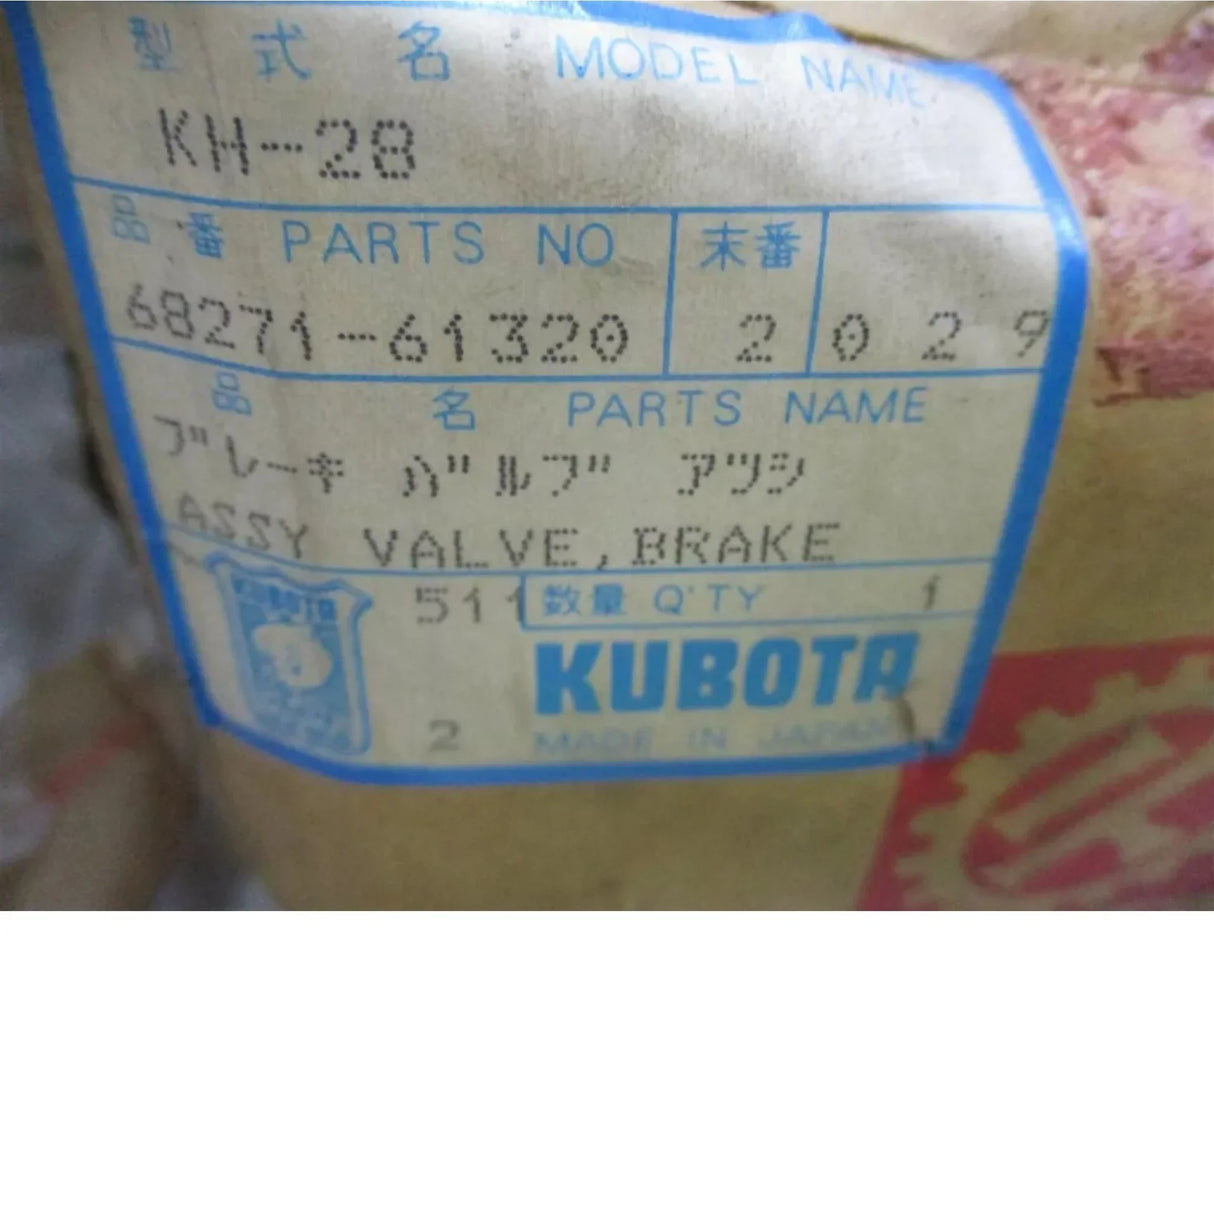 型式名 MODEL NAME
KH-28
品番 PARTS NO 末番
68271-61320 2 0 2 9
品名 PARTS NAME
ブレーキ バルブ アツシ
ASSY VALVE,BRAKE
KUBOTA
511 数量 Q'TY 1
KUBOTA
2 MADE IN JAPAN